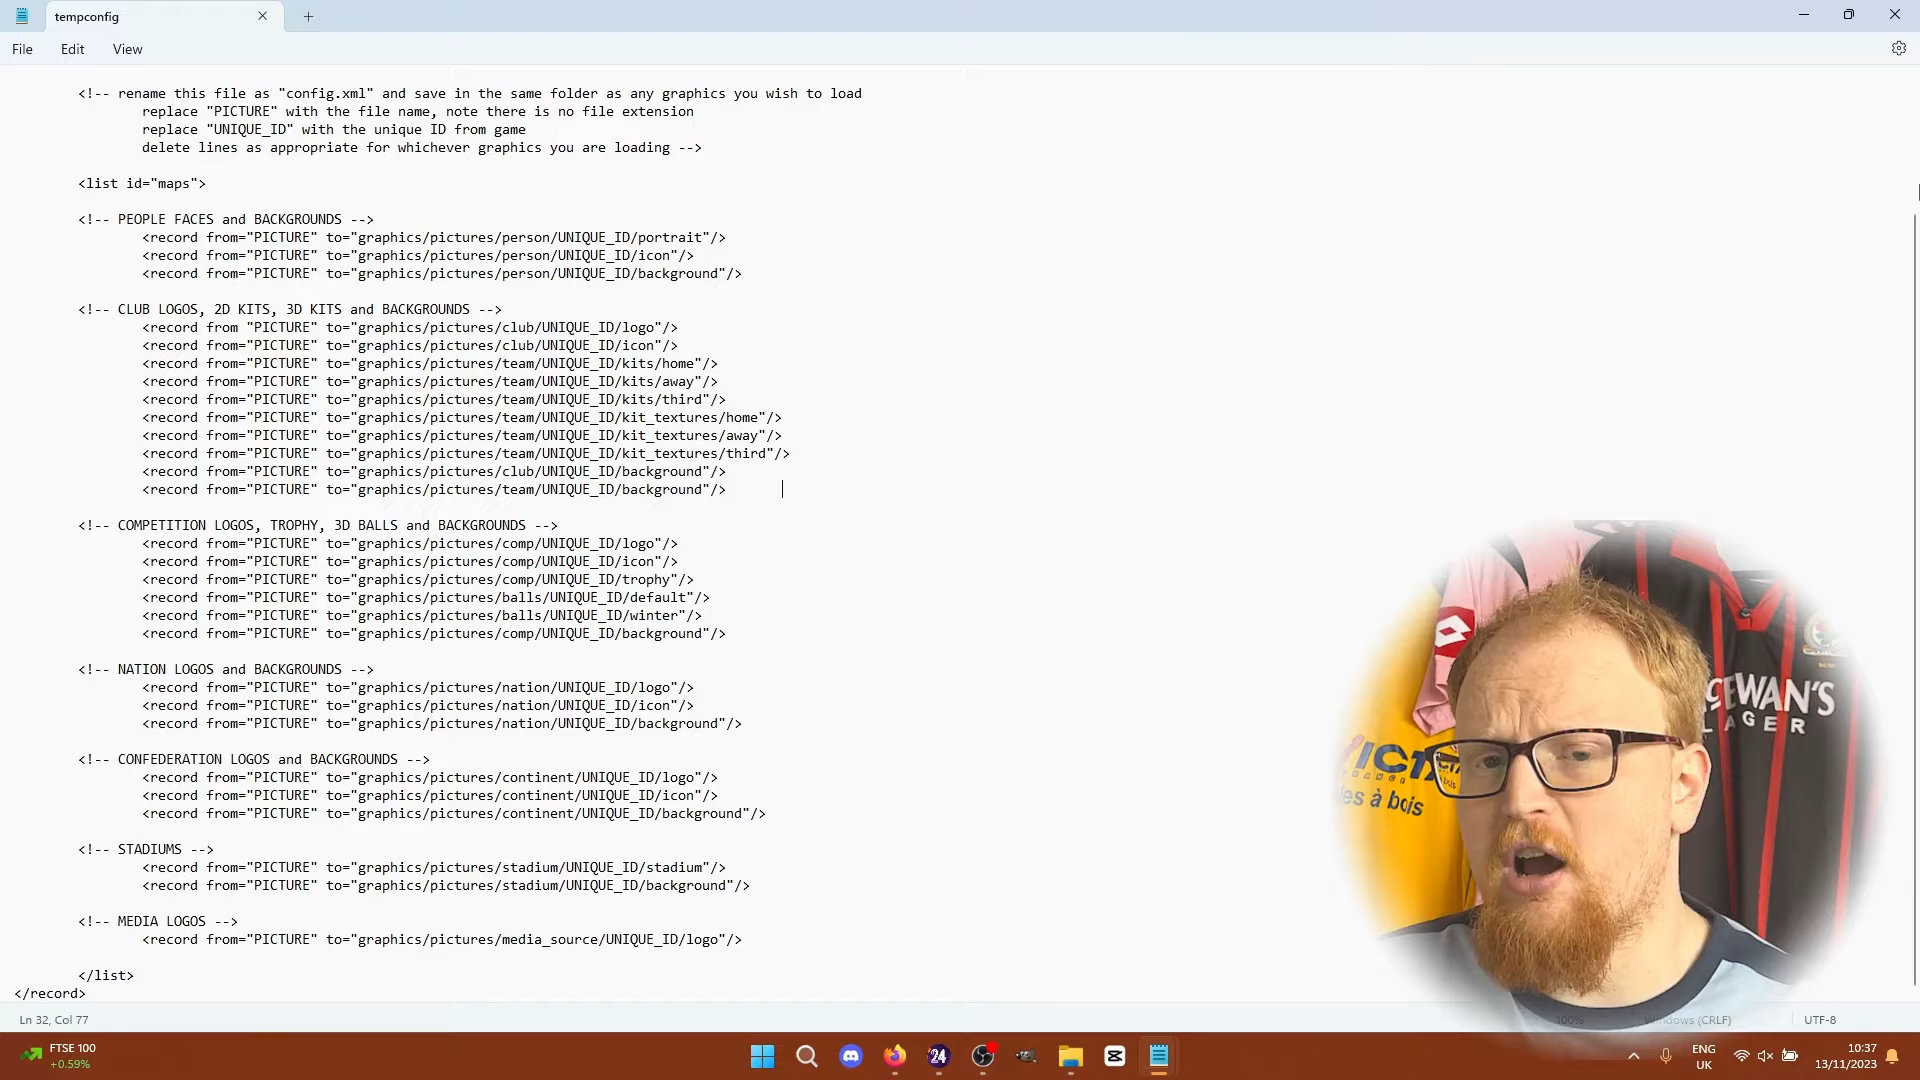 tempconfig
File Edit View
<!-- rename this file as "config.xml" and save in the same folder as any graphics you wish to load
replace "PICTURE" with the file name, note there is no file extension
replace "UNIQUE_ID" with the unique ID from game
delete lines as appropriate for whichever graphics you are loading -->
<list id="maps">
<!-- PEOPLE FACES and BACKGROUNDS -->
<record from="PICTURE" to="graphics/pictures/person/UNIQUE_ID/portrait"/>
<record from="PICTURE" to="graphics/pictures/person/UNIQUE_ID/icon"/>
<record from="PICTURE" to="graphics/pictures/person/UNIQUE_ID/background"/>
<!-- CLUB LOGOS, 2D KITS, 3D KITS and BACKGROUNDS -->
<record from "PICTURE" to="graphics/pictures/club/UNIQUE_ID/logo"/>
<record from="PICTURE" to="graphics/pictures/club/UNIQUE_ID/icon"/>
<record from="PICTURE" to="graphics/pictures/team/UNIQUE_ID/kits/home"/>
<record from="PICTURE" to="graphics/pictures/team/UNIQUE_ID/kits/away"/>
<record from="PICTURE" to="graphics/pictures/team/UNIQUE_ID/kits/third"/>
<record from="PICTURE" to="graphics/pictures/team/UNIQUE_ID/kit_textures/home"/>
<record from="PICTURE" to="graphics/pictures/team/UNIQUE_ID/kit_textures/away"/>
<record from="PICTURE" to="graphics/pictures/team/UNIQUE_ID/kit_textures/third"/>
<record from="PICTURE" to="graphics/pictures/club/UNIQUE_ID/background"/>
<record from="PICTURE" to="graphics/pictures/team/UNIQUE_ID/background"/>
<!-- COMPETITION LOGOS, TROPHY, 3D BALLS and BACKGROUNDS -->
<record from="PICTURE" to="graphics/pictures/comp/UNIQUE_ID/logo"/>
<record from="PICTURE" to="graphics/pictures/comp/UNIQUE_ID/icon"/>
<record from="PICTURE" to="graphics/pictures/comp/UNIQUE_ID/trophy"/>
<record from="PICTURE" to="graphics/pictures/balls/UNIQUE_ID/default"/>
<record from="PICTURE" to="graphics/pictures/balls/UNIQUE_ID/winter"/>
<record from="PICTURE" to="graphics/pictures/comp/UNIQUE_ID/background"/>
<!-- NATION LOGOS and BACKGROUNDS -->
<record from="PICTURE" to="graphics/pictures/nation/UNIQUE_ID/logo"/>
<record from="PICTURE" to="graphics/pictures/nation/UNIQUE_ID/icon"/>
<record from="PICTURE" to="graphics/pictures/nation/UNIQUE_ID/background"/>
<!-- CONFEDERATION LOGOS and BACKGROUNDS -->
<record from="PICTURE" to="graphics/pictures/continent/UNIQUE_ID/logo"/>
<record from="PICTURE" to="graphics/pictures/continent/UNIQUE_ID/icon"/>
<record from="PICTURE" to="graphics/pictures/continent/UNIQUE_ID/background"/>
<!-- STADIUMS -->
<record from="PICTURE" to="graphics/pictures/stadium/UNIQUE_ID/stadium"/>
<record from="PICTURE" to="graphics/pictures/stadium/UNIQUE_ID/background"/>
<!-- MEDIA LOGOS -->
<record from="PICTURE" to="graphics/pictures/media_source/UNIQUE_ID/logo"/>
</list>
</record>
cEWAN'S
LAGER
à bois
Ln 32, Col 77
100%
Windows (CRLF)
UTF-8
FTSE 100
+0.59%
24
ENG
UK
10:37
13/11/2023